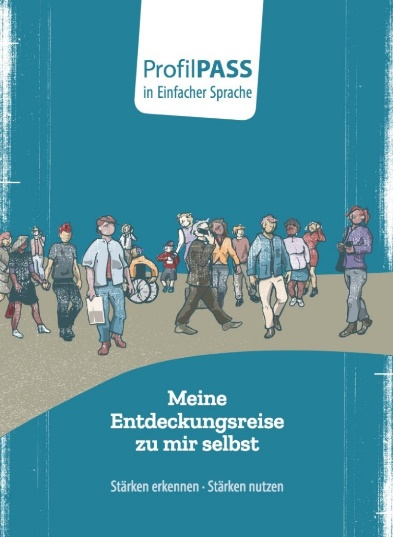 ProfilPASS
in Einfacher Sprache
Meine
Entdeckungsreise
zu mir selbst
Stärken erkennen · Stärken nutzen